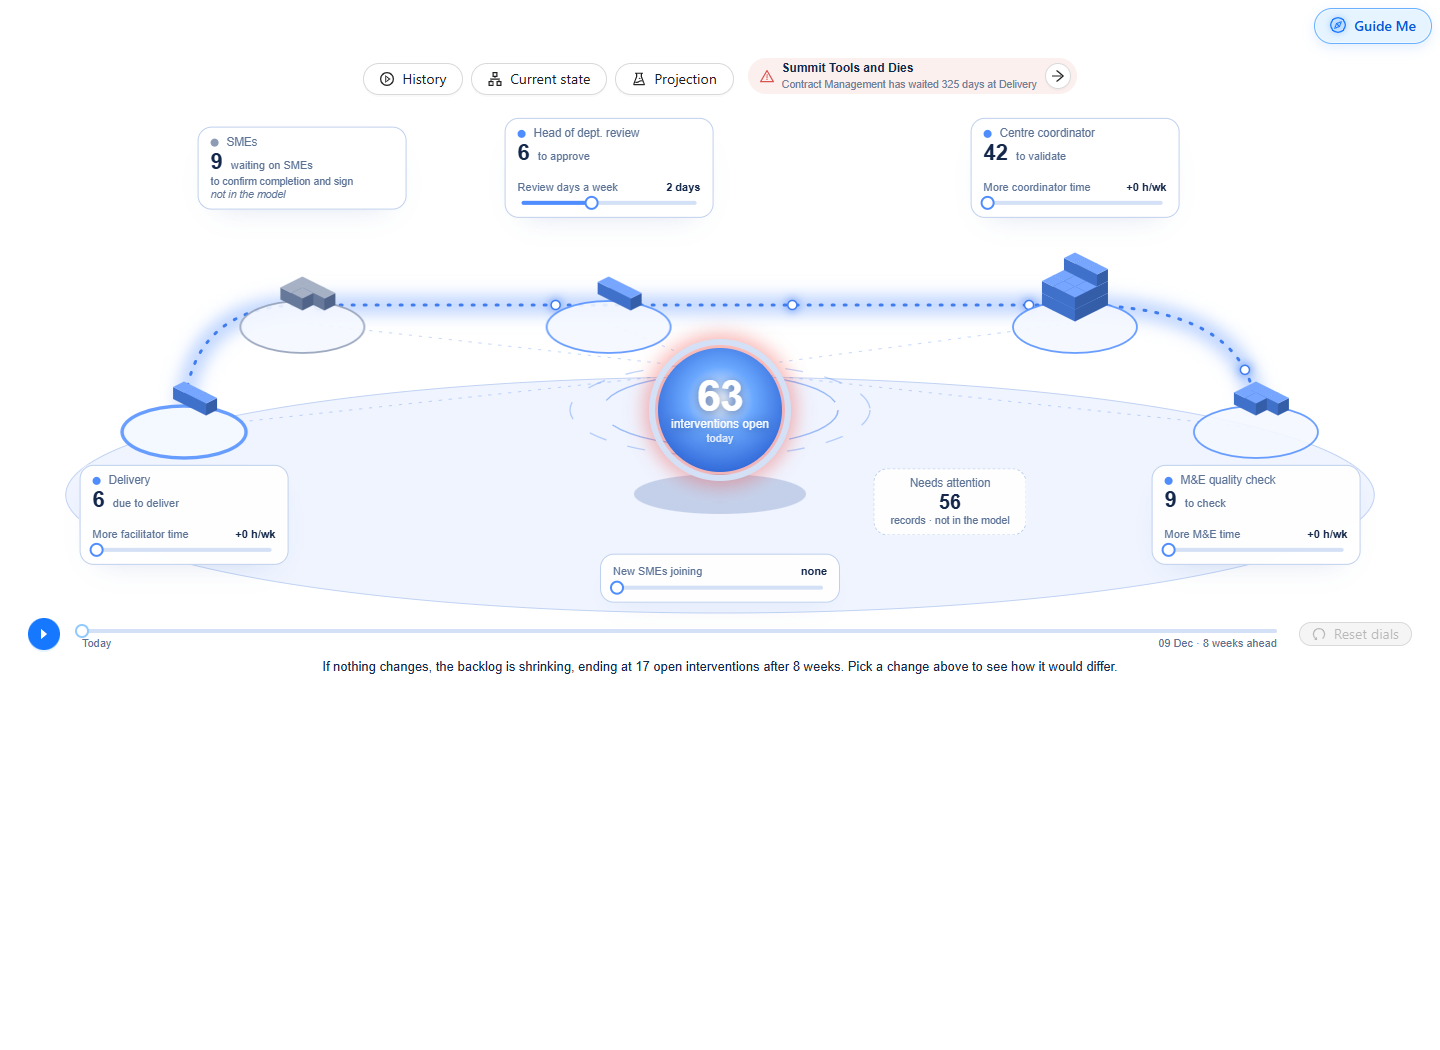 Guide Me
History
Current state
Projection
Summit Tools and Dies
Contract Management has waited 325 days at Delivery
SMEs
9 waiting on SMEs
to confirm completion and sign
not in the model
Head of dept. review
6 to approve
Review days a week 2 days
Centre coordinator
42 to validate
More coordinator time +0 h/wk
63
interventions open
today
Delivery
6 due to deliver
More facilitator time +0 h/wk
Needs attention
56
records · not in the model
M&E quality check
9 to check
More M&E time +0 h/wk
New SMEs joining none
Today
09 Dec · 8 weeks ahead
Reset dials
If nothing changes, the backlog is shrinking, ending at 17 open interventions after 8 weeks. Pick a change above to see how it would differ.